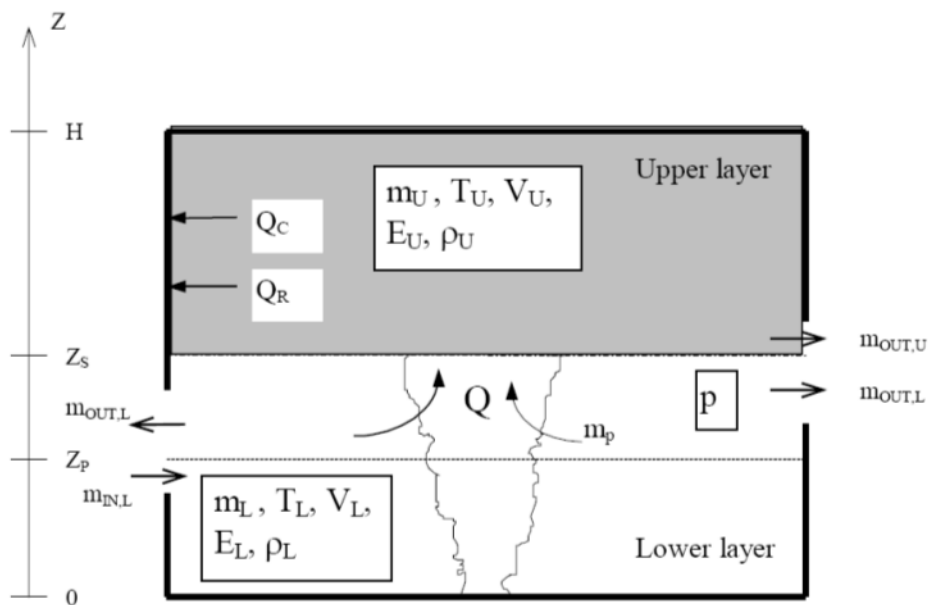 Z
H
Upper layer
m_U , T_U, V_U,
E_U, ρ_U
Q_C
Q_R
m_OUT,U
Z_S
m_OUT,L
Q
p
m_OUT,L
m_p
Z_P
m_IN,L
m_L , T_L, V_L,
E_L, ρ_L
Lower layer
0